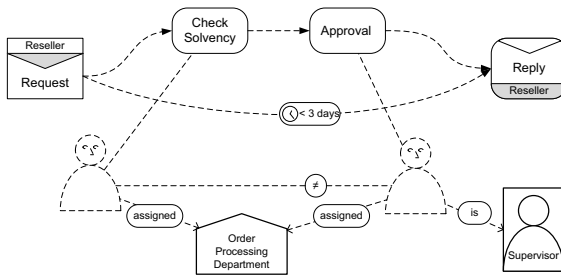 Reseller
Request
Check
Solvency
Approval
Reply
Reseller
< 3 days
≠
assigned
assigned
is
Order
Processing
Department
Supervisor